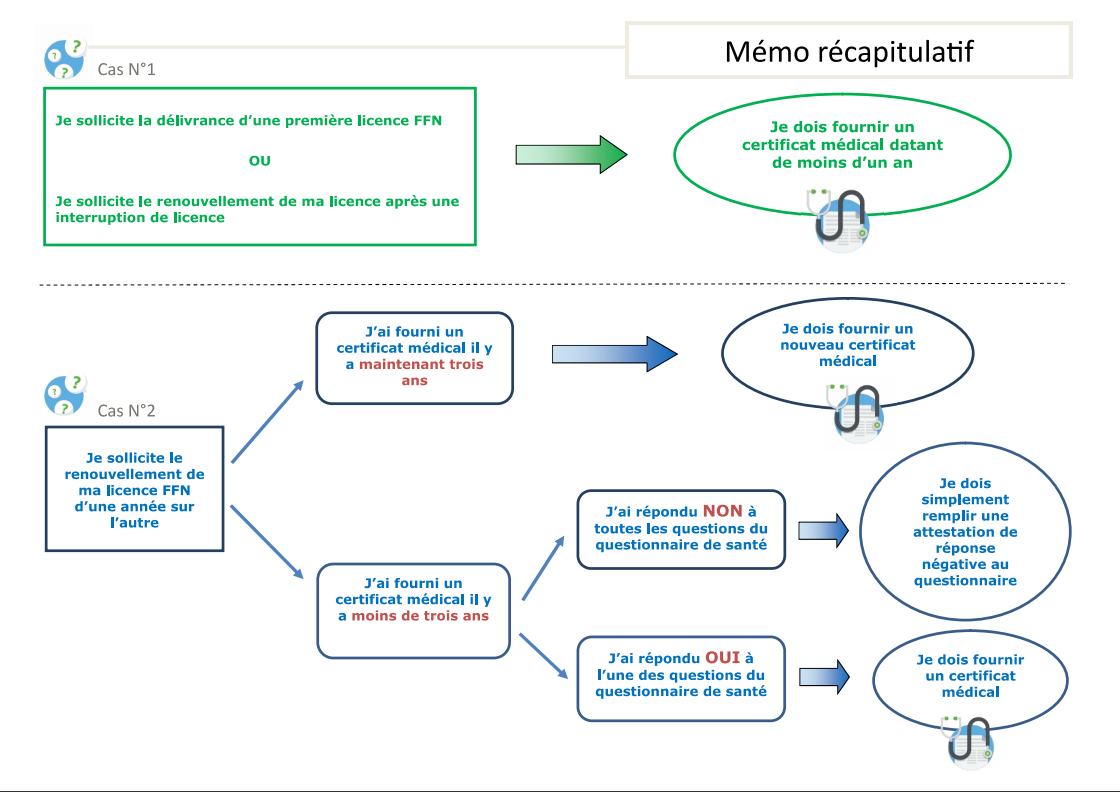 Mémo récapitulatif
Cas N°1
Je sollicite la délivrance d'une première licence FFN
OU
Je sollicite le renouvellement de ma licence après une
interruption de licence
Je dois fournir un
certificat médical datant
de moins d'un an
Cas N°2
Je sollicite le
renouvellement de
ma licence FFN
d'une année sur
l'autre
J'ai fourni un
certificat médical il y
a maintenant trois
ans
Je dois fournir un
nouveau certificat
médical
J'ai fourni un
certificat médical il y
a moins de trois ans
J'ai répondu NON à
toutes les questions du
questionnaire de santé
Je dois
simplement
remplir une
attestation de
réponse
négative au
questionnaire
J'ai répondu OUI à
l'une des questions du
questionnaire de santé
Je dois fournir
un certificat
médical